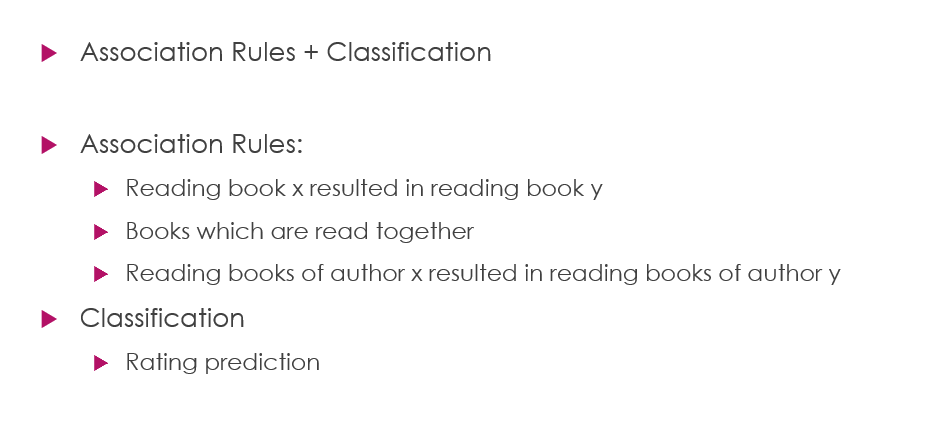 Association Rules + Classification
Association Rules:
Reading book x resulted in reading book y
Books which are read together
Reading books of author x resulted in reading books of author y
Classification
Rating prediction